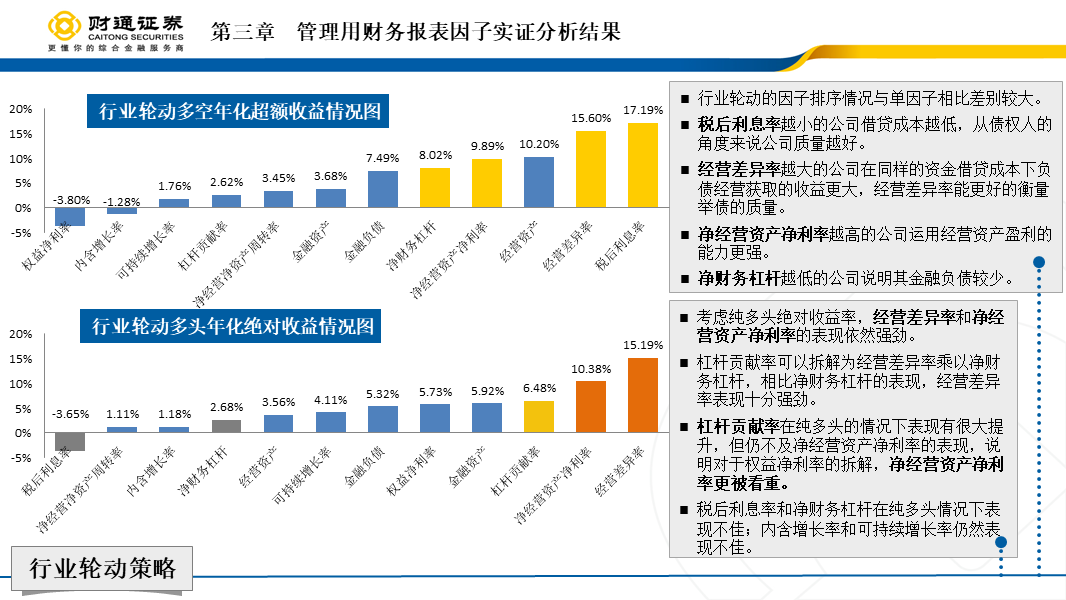 财通证券
CAITONG SECURITIES
更懂你的综合金融服务商
第三章 管理用财务报表因子实证分析结果
行业轮动多空年化超额收益情况图
20%
15%
10%
5%
0%
-5%
-3.80%
-1.28%
1.76%
2.62%
3.45%
3.68%
7.49%
8.02%
9.89%
10.20%
15.60%
17.19%
权益净利率
内含增长率
可持续增长率
杠杆贡献率
净经营净资产周转率
金融资产
金融负债
净财务杠杆
净经营资产净利率
经营资产
经营差异率
税后利息率
■ 行业轮动的因子排序情况与单因子相比差别较大。
■ 税后利息率越小的公司借贷成本越低，从债权人的
角度来说公司质量越好。
■ 经营差异率越大的公司在同样的资金借贷成本下负
债经营获取的收益更大，经营差异率能更好的衡量
举债的质量。
■ 净经营资产净利率越高的公司运用经营资产盈利的
能力更强。
■ 净财务杠杆越低的公司说明其金融负债较少。
行业轮动多头年化绝对收益情况图
20%
15%
10%
5%
0%
-5%
-3.65%
1.11%
1.18%
2.68%
3.56%
4.11%
5.32%
5.73%
5.92%
6.48%
10.38%
15.19%
税后利息率
净经营净资产周转率
内含增长率
净财务杠杆
经营资产
可持续增长率
金融负债
权益净利率
金融资产
杠杆贡献率
净经营资产净利率
经营差异率
■ 考虑纯多头绝对收益率，经营差异率和净经
营资产净利率的表现依然强劲。
■ 杠杆贡献率可以拆解为经营差异率乘以净财
务杠杆，相比净财务杠杆的表现，经营差异
率表现十分强劲。
■ 杠杆贡献率在纯多头的情况下表现有很大提
升，但仍不及净经营资产净利率的表现，说
明对于权益净利率的拆解，净经营资产净利
率更被看重。
■ 税后利息率和净财务杠杆在纯多头情况下表
现不佳；内含增长率和可持续增长率仍然表
现不佳。
行业轮动策略